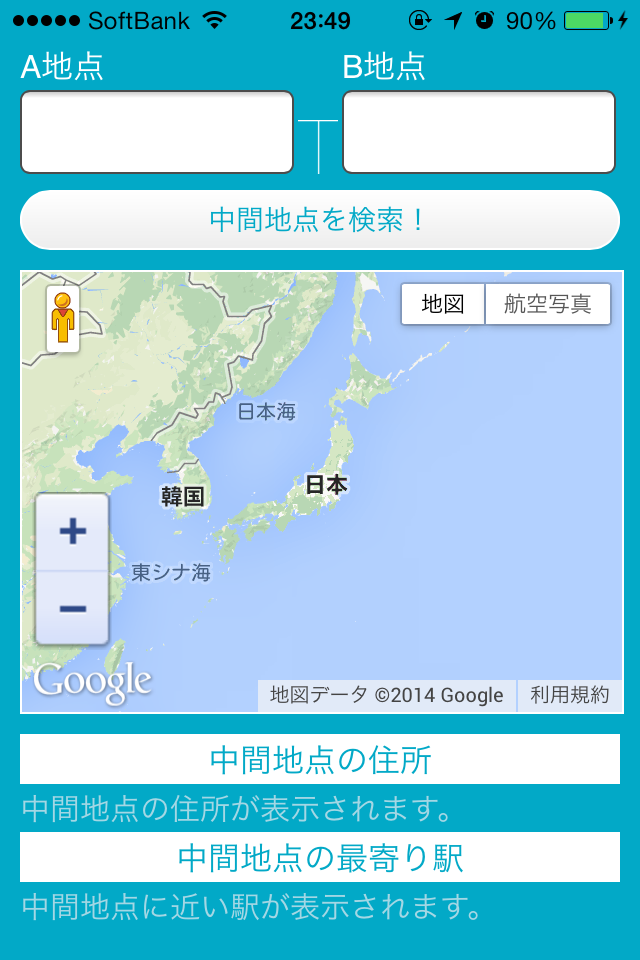 SoftBank 23:49 90%
A地点 B地点
中間地点を検索！
地図 航空写真
日本海
日本
韓国
東シナ海
+
−
Google
地図データ ©2014 Google 利用規約
中間地点の住所
中間地点の住所が表示されます。
中間地点の最寄り駅
中間地点に近い駅が表示されます。